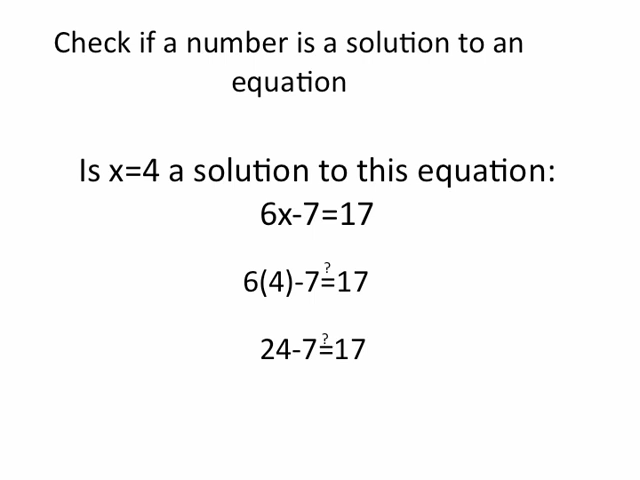 Check if a number is a solution to an
equation
Is x=4 a solution to this equation:
6x-7=17
6(4)-7≟17
24-7≟17